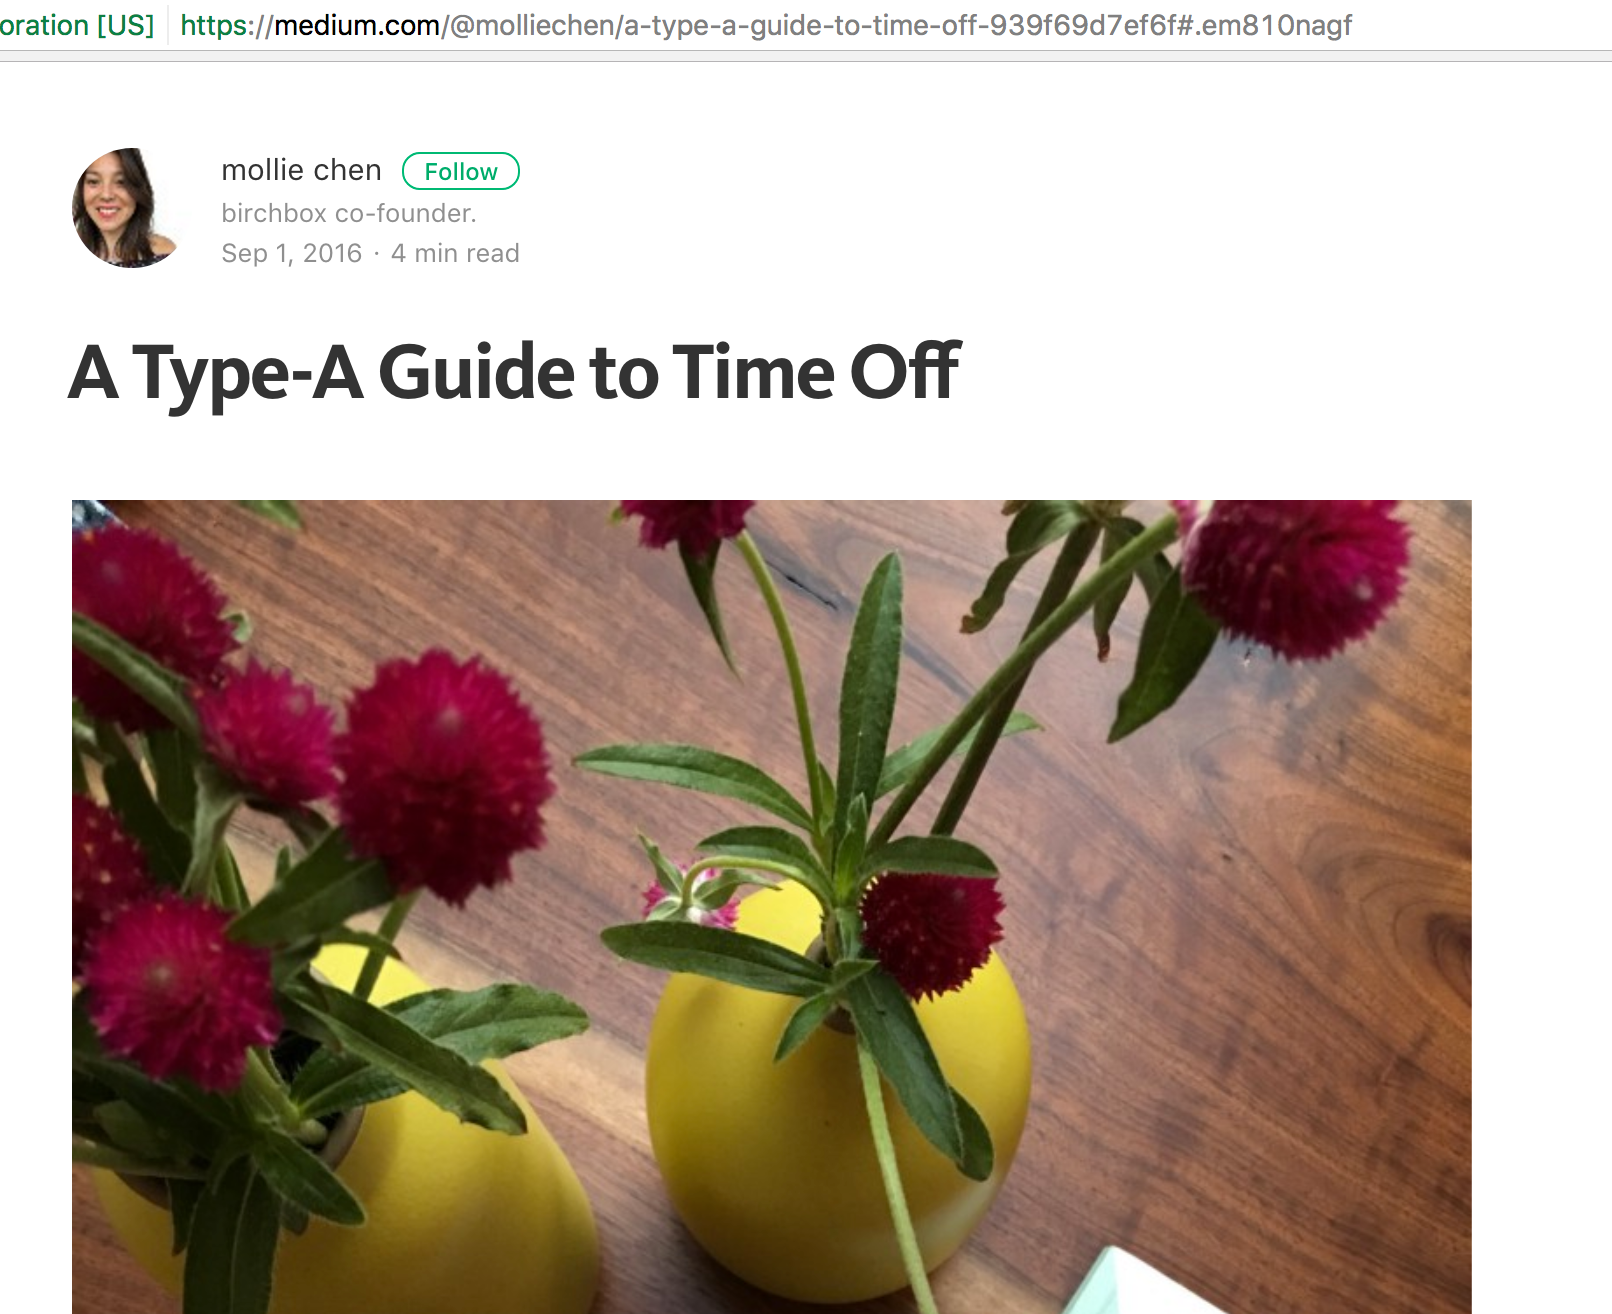 oration [US] https://medium.com/@molliechen/a-type-a-guide-to-time-off-939f69d7ef6f#.em810nagf
mollie chen Follow
birchbox co-founder.
Sep 1, 2016 · 4 min read
A Type-A Guide to Time Off